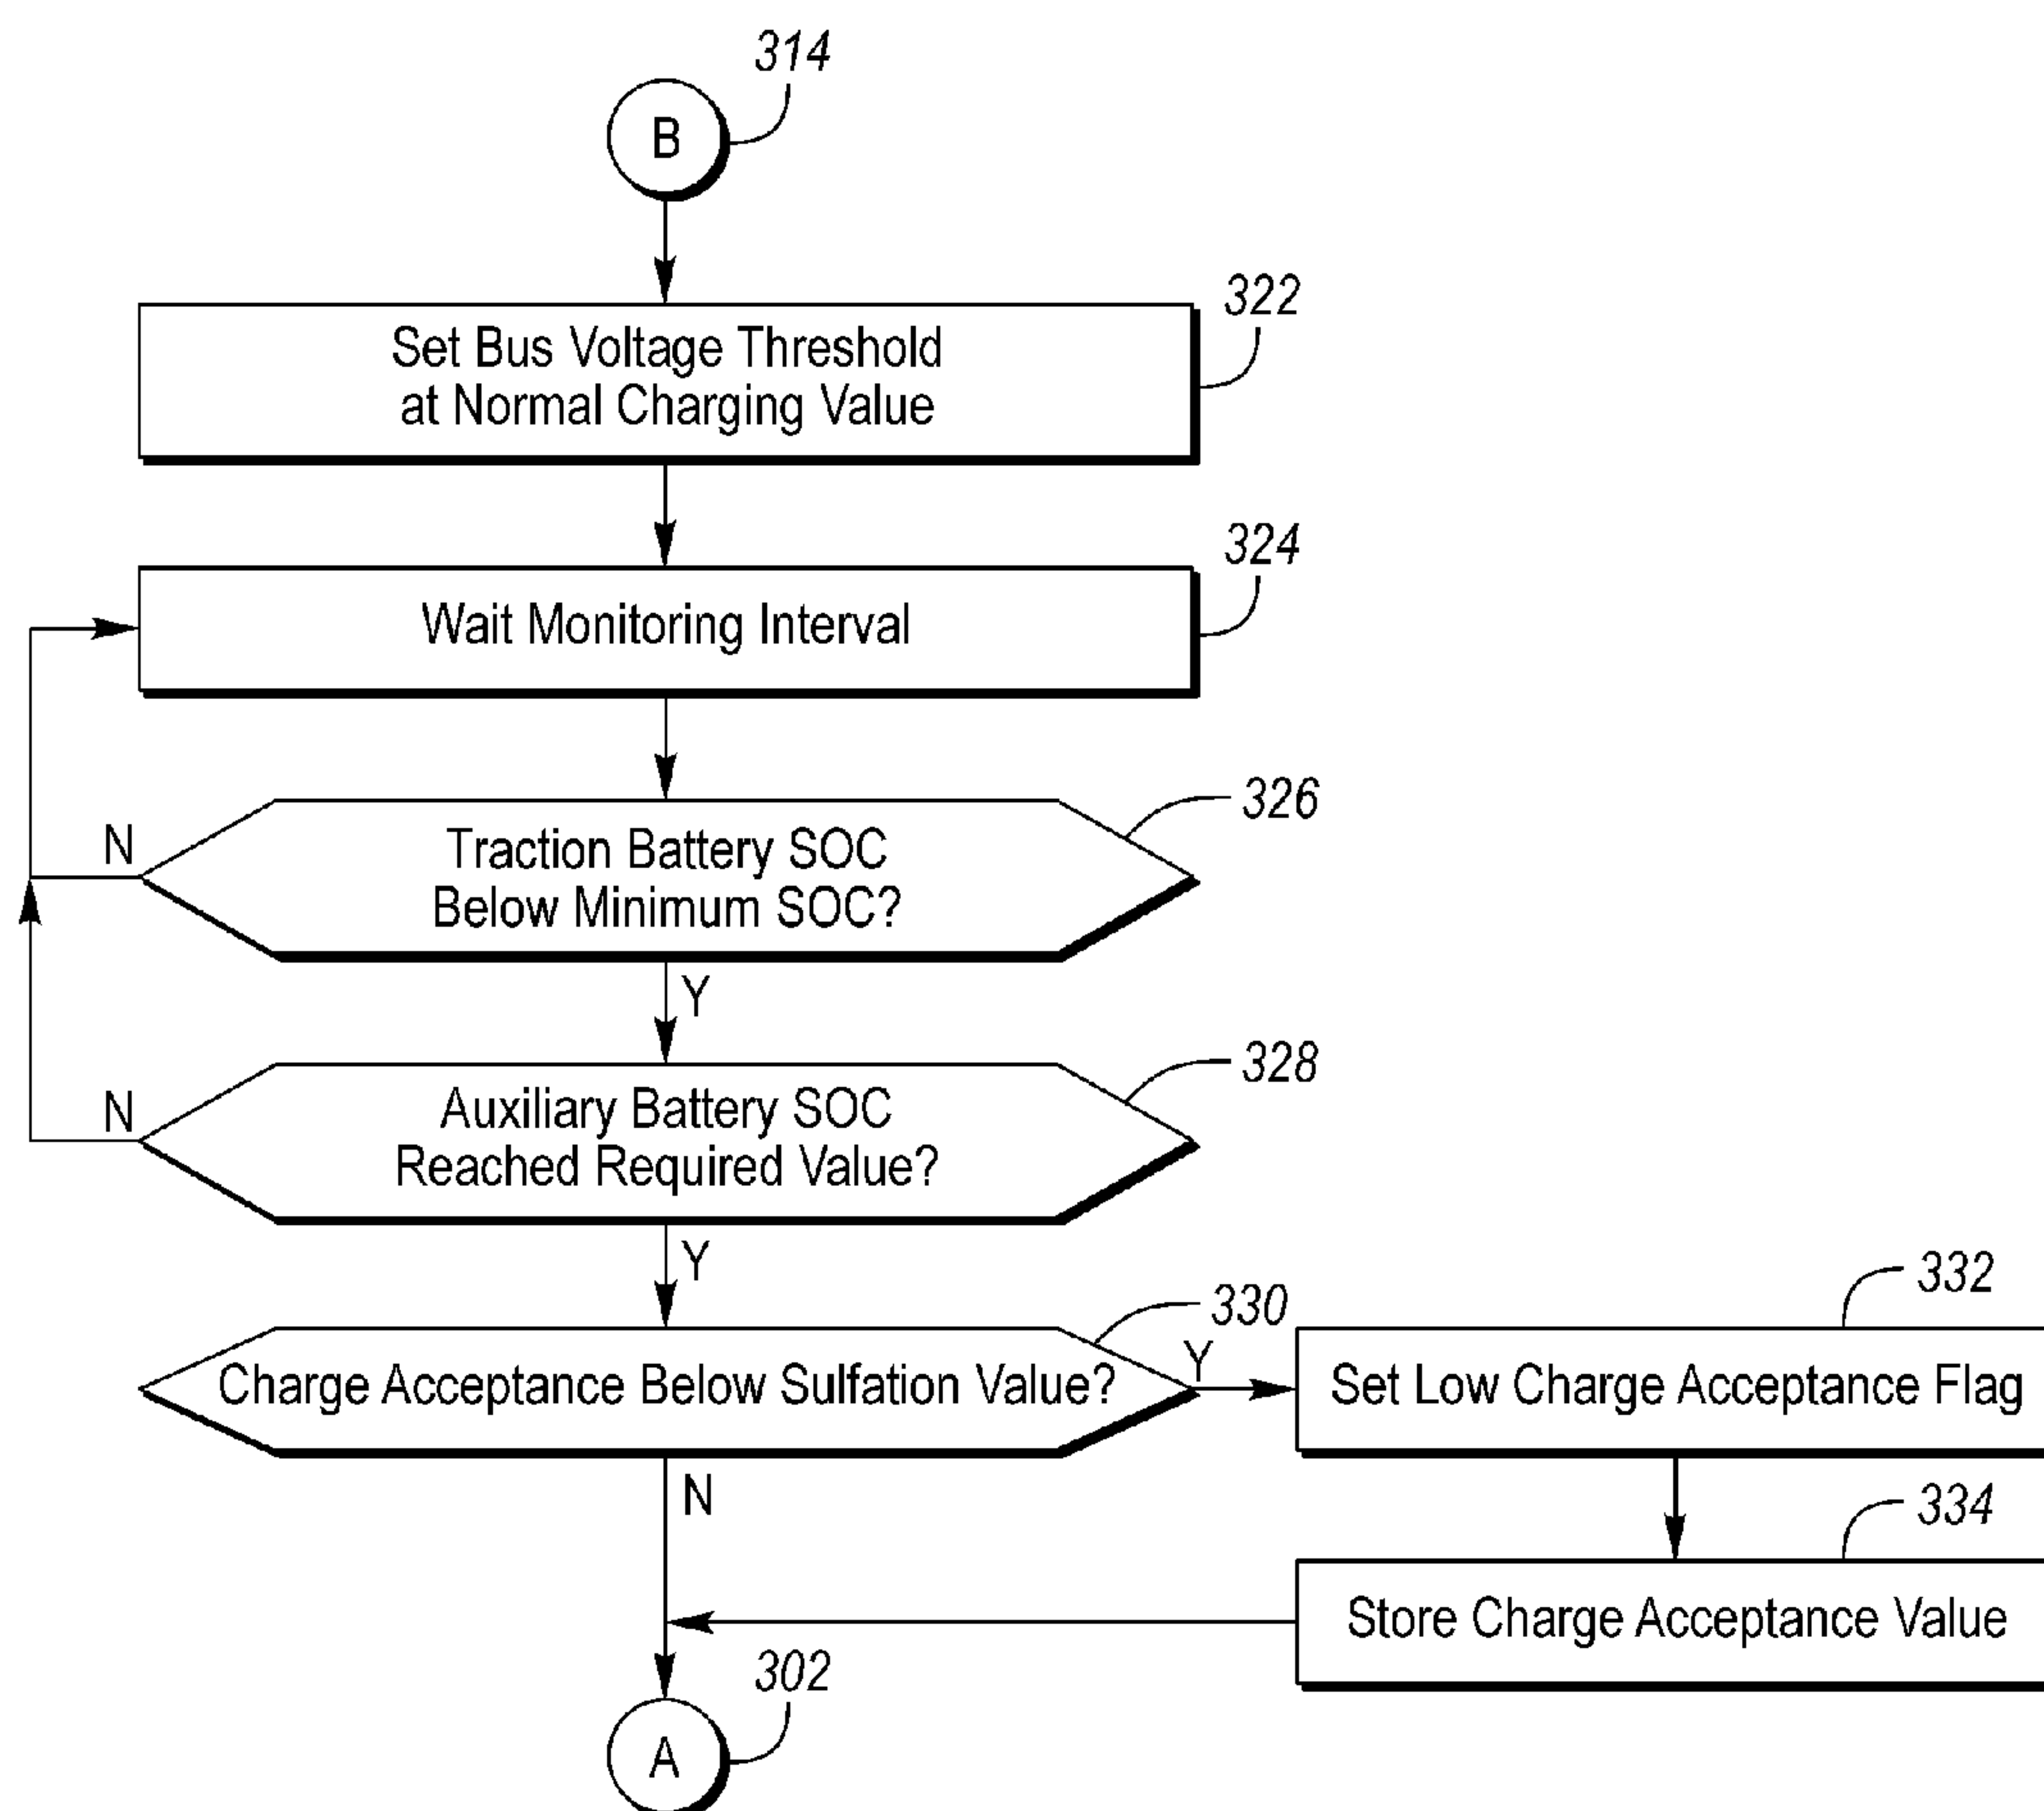 314
B
322
Set Bus Voltage Threshold
at Normal Charging Value
324
Wait Monitoring Interval
326
N
Traction Battery SOC
Below Minimum SOC?
Y
328
N
Auxiliary Battery SOC
Reached Required Value?
Y
330
332
Y
Charge Acceptance Below Sulfation Value?
Set Low Charge Acceptance Flag
N
334
Store Charge Acceptance Value
302
A